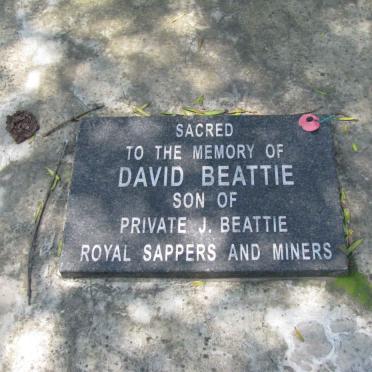 SACRED
TO THE MEMORY OF
DAVID BEATTIE
SON OF
PRIVATE J. BEATTIE
ROYAL SAPPERS AND MINERS